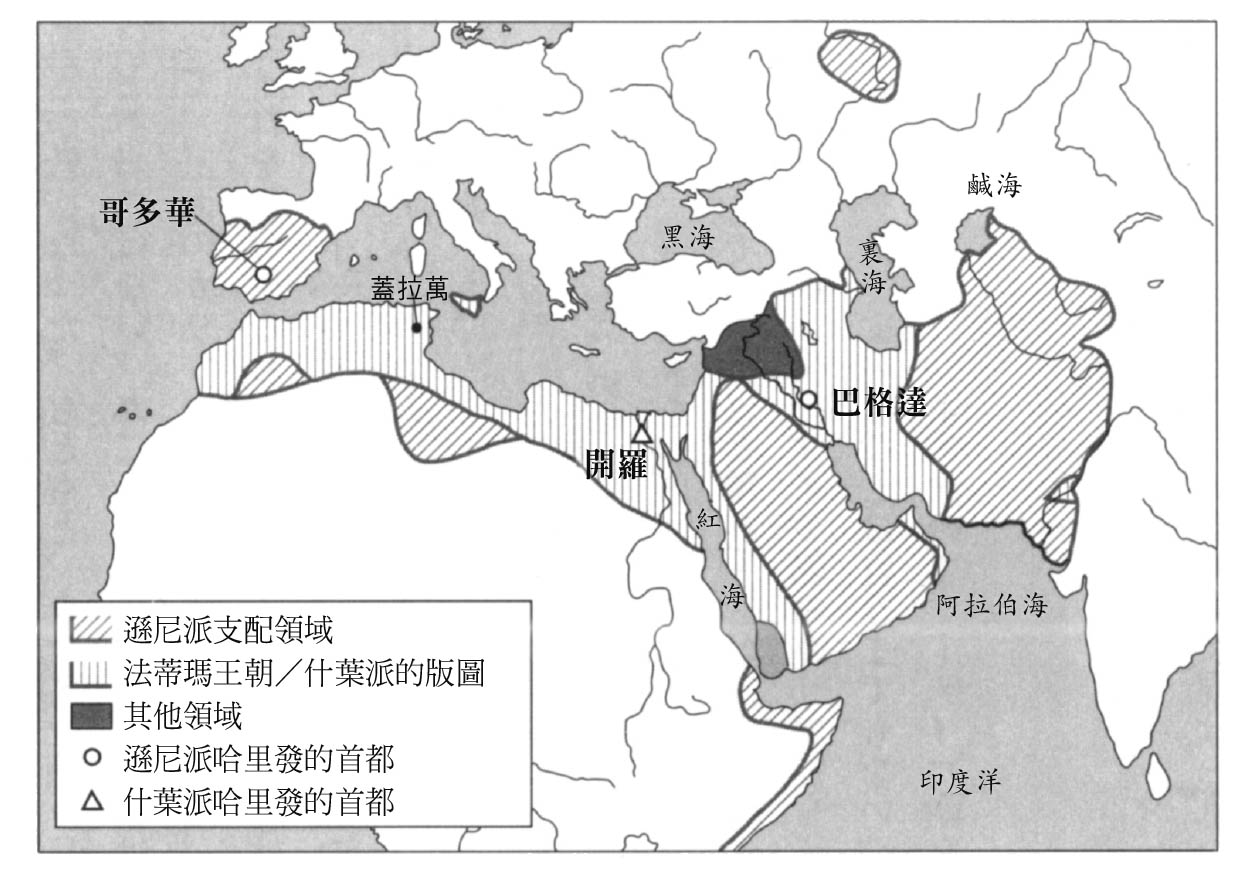 鹹海
哥多華
黑海
裏海
蓋拉萬
巴格達
開羅
紅海
阿拉伯海
遜尼派支配領域
法蒂瑪王朝／什葉派的版圖
其他領域
遜尼派哈里發的首都
什葉派哈里發的首都
印度洋